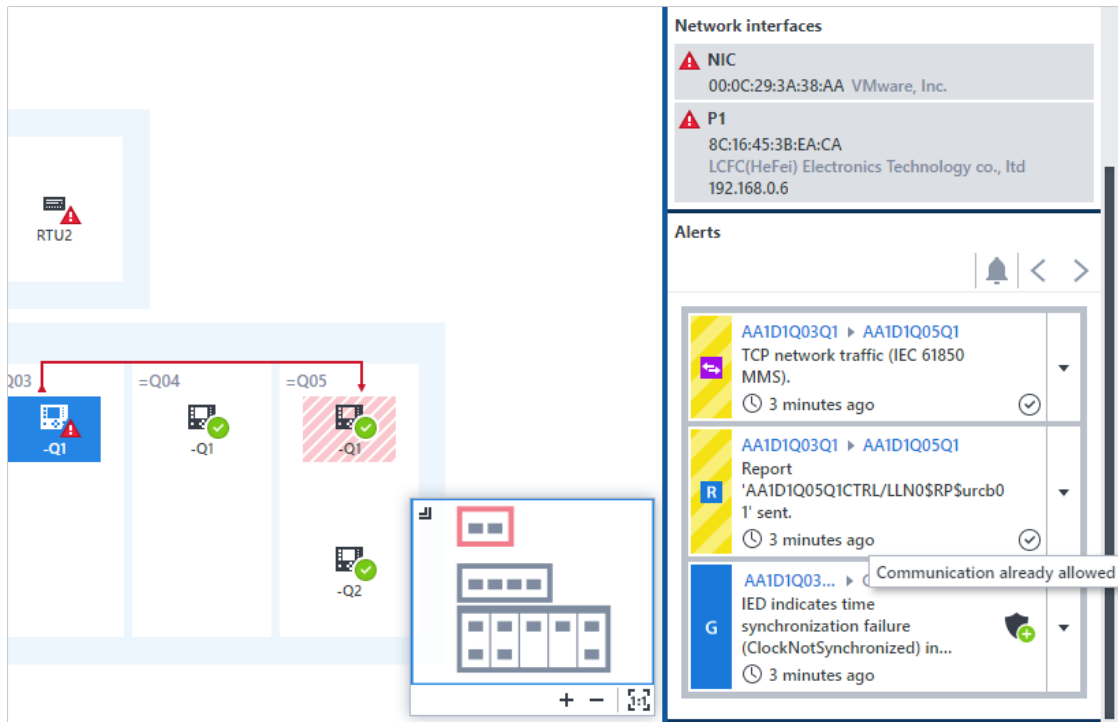 RTU2
Q03
=Q04
=Q05
-Q1
-Q1
-Q1
-Q2
1:1
Network interfaces
NIC
00:0C:29:3A:38:AA VMware, Inc.
P1
8C:16:45:3B:EA:CA
LCFC(HeFei) Electronics Technology co., ltd
192.168.0.6
Alerts
AA1D1Q03Q1 AA1D1Q05Q1
TCP network traffic (IEC 61850
MMS).
3 minutes ago
R
AA1D1Q03Q1 AA1D1Q05Q1
Report
'AA1D1Q05Q1CTRL/LLN0$RP$urcb0
1' sent.
3 minutes ago
Communication already allowed
G
AA1D1Q03...
IED indicates time
synchronization failure
(ClockNotSynchronized) in...
3 minutes ago